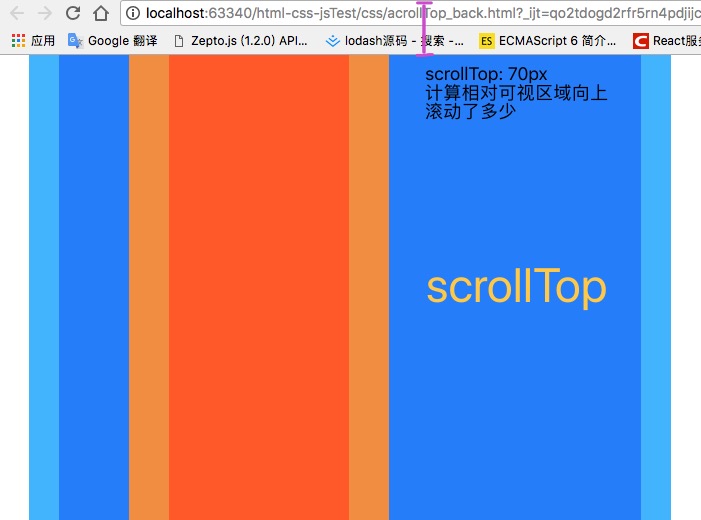 localhost:63340/html-css-jsTest/css/acrollTop_back.html?_ijt=qo2tdogd2rfr5rn4pdjijc
应用 Google 翻译 Zepto.js (1.2.0) API... lodash源码 - 搜索 -... ES ECMAScript 6 简介... C React服务
scrollTop: 70px
计算相对可视区域向上
滚动了多少
scrollTop